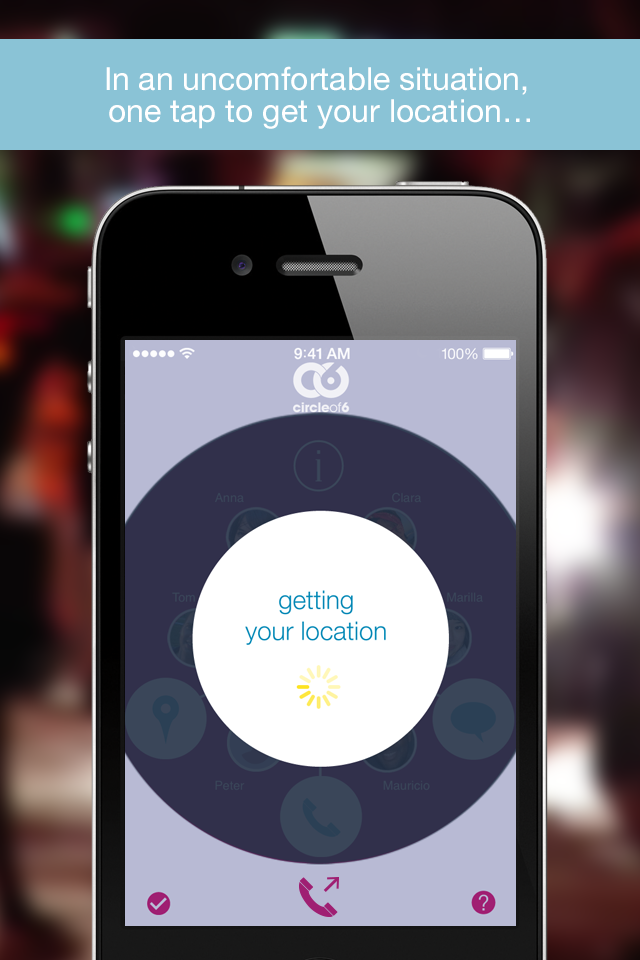 In an uncomfortable situation,
one tap to get your location...
9:41 AM
100%
circleof6
i
Anna
Clara
getting
your location
Tom
Marilla
Peter
Mauricio
?